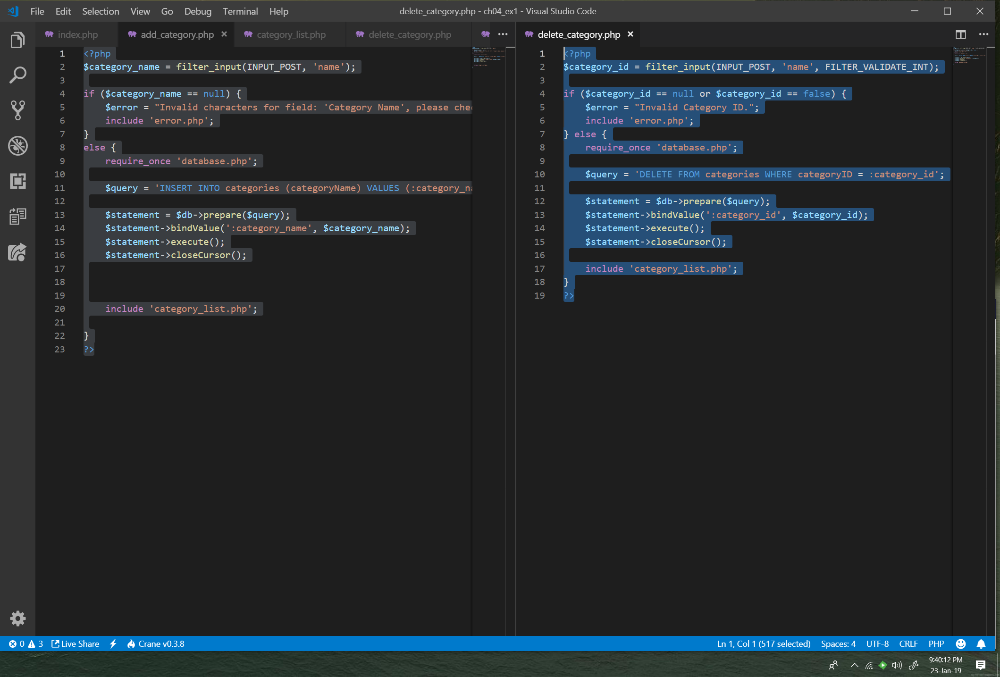 File Edit Selection View Go Debug Terminal Help
delete_category.php - ch04_ex1 - Visual Studio Code
index.php add_category.php category_list.php delete_category.php
1 <?php
2 $category_name = filter_input(INPUT_POST, 'name');
3
4 if ($category_name == null) {
5 $error = "Invalid characters for field: 'Category Name', please chec
6 include 'error.php';
7 }
8 else {
9 require_once 'database.php';
10
11 $query = 'INSERT INTO categories (categoryName) VALUES (:category_na
12
13 $statement = $db->prepare($query);
14 $statement->bindValue(':category_name', $category_name);
15 $statement->execute();
16 $statement->closeCursor();
17
18
19
20 include 'category_list.php';
21
22 }
23 ?>
delete_category.php
1 <?php
2 $category_id = filter_input(INPUT_POST, 'name', FILTER_VALIDATE_INT);
3
4 if ($category_id == null or $category_id == false) {
5 $error = "Invalid Category ID.";
6 include 'error.php';
7 } else {
8 require_once 'database.php';
9
10 $query = 'DELETE FROM categories WHERE categoryID = :category_id';
11
12 $statement = $db->prepare($query);
13 $statement->bindValue(':category_id', $category_id);
14 $statement->execute();
15 $statement->closeCursor();
16
17 include 'category_list.php';
18 }
19 ?>
0 3 Live Share Crane v0.3.8
Ln 1, Col 1 (517 selected) Spaces: 4 UTF-8 CRLF PHP
9:40:12 PM
23-Jan-19